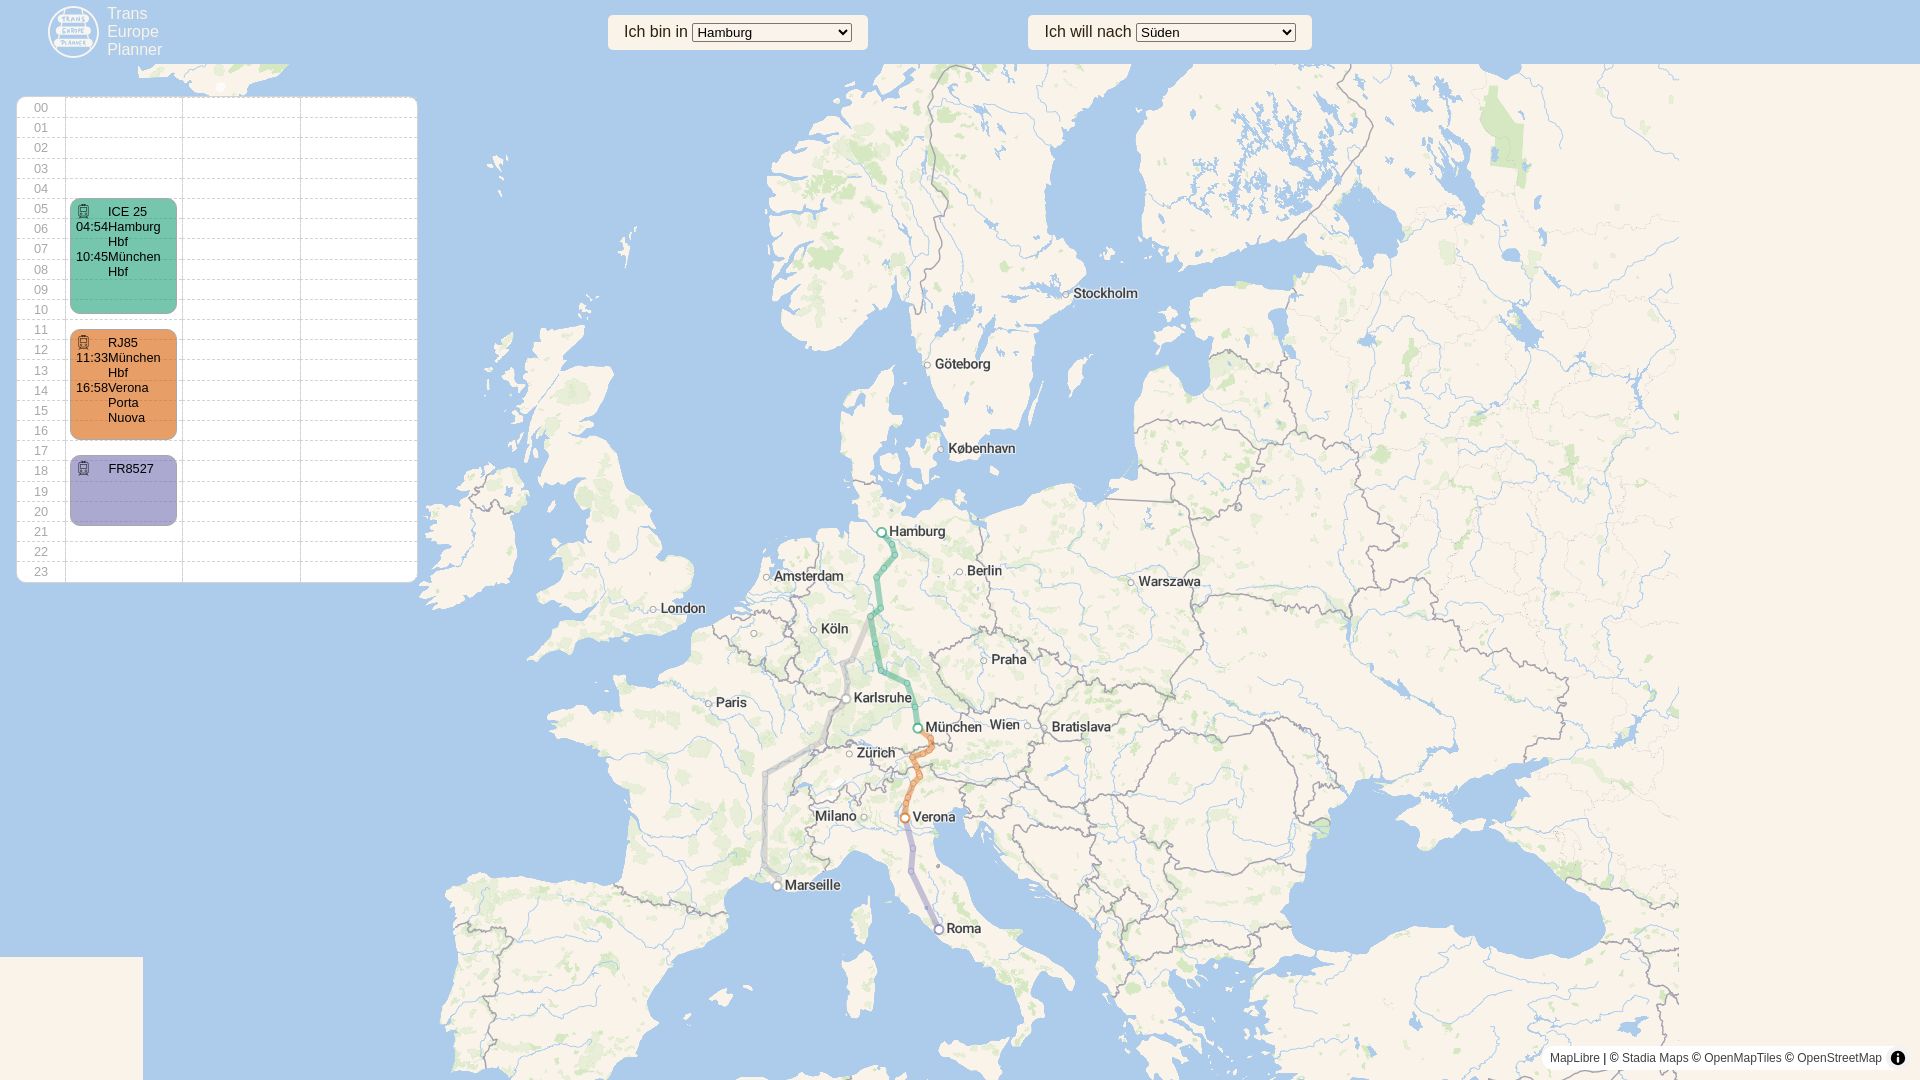 Trans
Europe
Planner
TRANS
EUROPE
PLANNER
Ich bin in Hamburg
Ich will nach Süden
00
01
02
03
04
05
06
07
08
09
10
11
12
13
14
15
16
17
18
19
20
21
22
23
ICE 25
04:54 Hamburg
Hbf
10:45 München
Hbf
RJ85
11:33 München
Hbf
16:58 Verona
Porta
Nuova
FR8527
Stockholm
Göteborg
København
Hamburg
Berlin
Amsterdam
Warszawa
London
Köln
Praha
Karlsruhe
Paris
München
Wien
Bratislava
Zürich
Milano
Verona
Marseille
Roma
MapLibre | © Stadia Maps © OpenMapTiles © OpenStreetMap